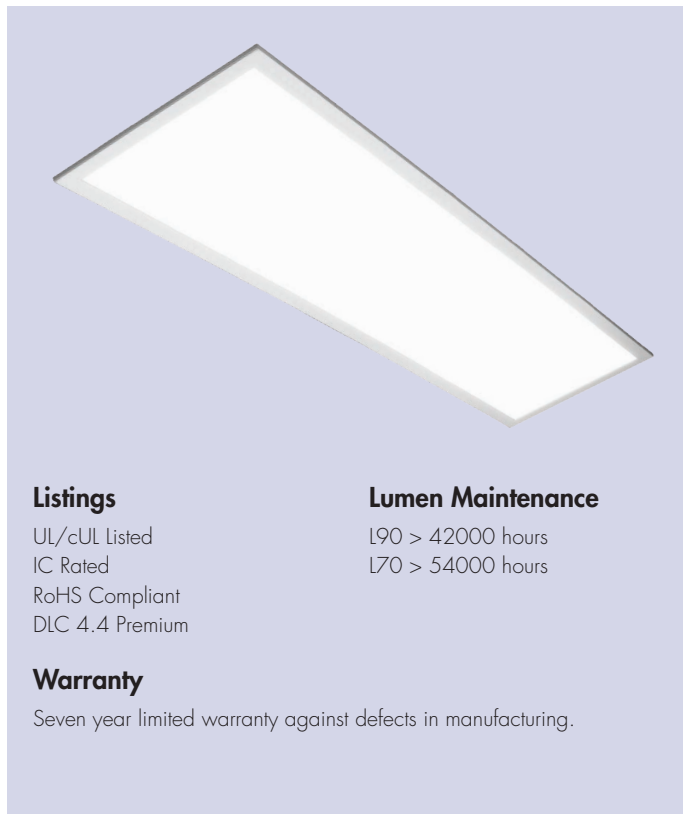 Listings
UL/cUL Listed
IC Rated
RoHS Compliant
DLC 4.4 Premium
Lumen Maintenance
L90 > 42000 hours
L70 > 54000 hours
Warranty
Seven year limited warranty against defects in manufacturing.